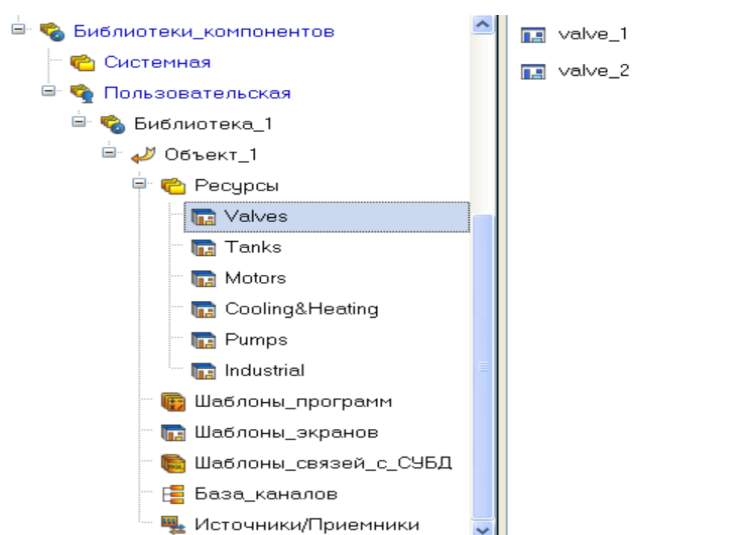 Библиотеки_компонентов
Системная
Пользовательская
Библиотека_1
Объект_1
Ресурсы
Valves
Tanks
Motors
Cooling&Heating
Pumps
Industrial
Шаблоны_программ
Шаблоны_экранов
Шаблоны_связей_с_СУБД
База_каналов
Источники/Приемники
valve_1
valve_2